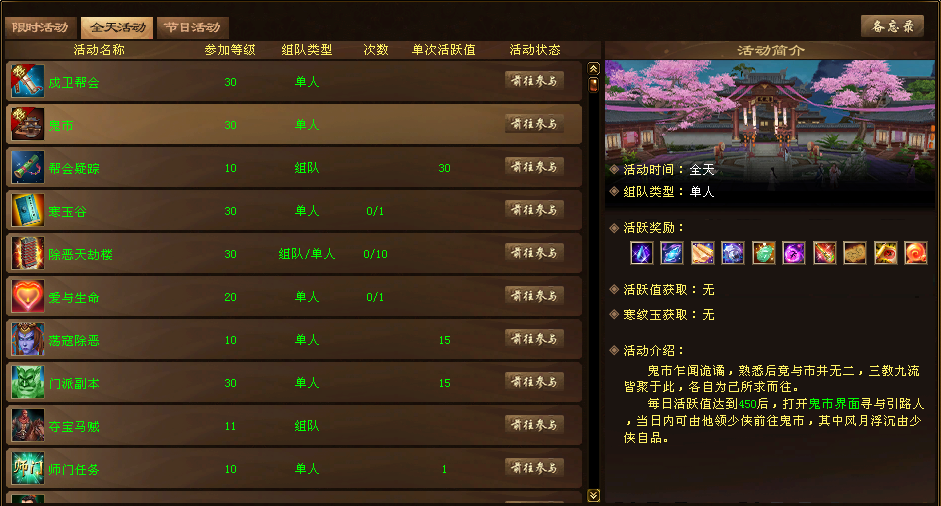 限时活动 全天活动 节日活动 备忘录
活动名称 参加等级 组队类型 次数 单次活跃值 活动状态
戍卫帮会 30 单人 前往参与
鬼市 30 单人 前往参与
帮会疑踪 10 组队 30 前往参与
寒玉谷 30 单人 0/1 前往参与
除恶天劫楼 30 组队/单人 0/10 前往参与
爱与生命 20 单人 0/1 前往参与
荡寇除恶 10 单人 15 前往参与
门派副本 30 单人 15 前往参与
夺宝马贼 11 组队 前往参与
师门 师门任务 10 单人 1 前往参与
活动简介
活动时间：全天
组队类型：单人
活跃奖励：
活跃值获取：无
寒纹玉获取：无
活动介绍：
鬼市乍闻诡谲，熟悉后竟与市井无二，三教九流
皆聚于此，各自为己所求而往。
每日活跃值达到450后，打开鬼市界面寻与引路人
，当日内可由他领少侠前往鬼市，其中风月浮沉由少
侠自品。